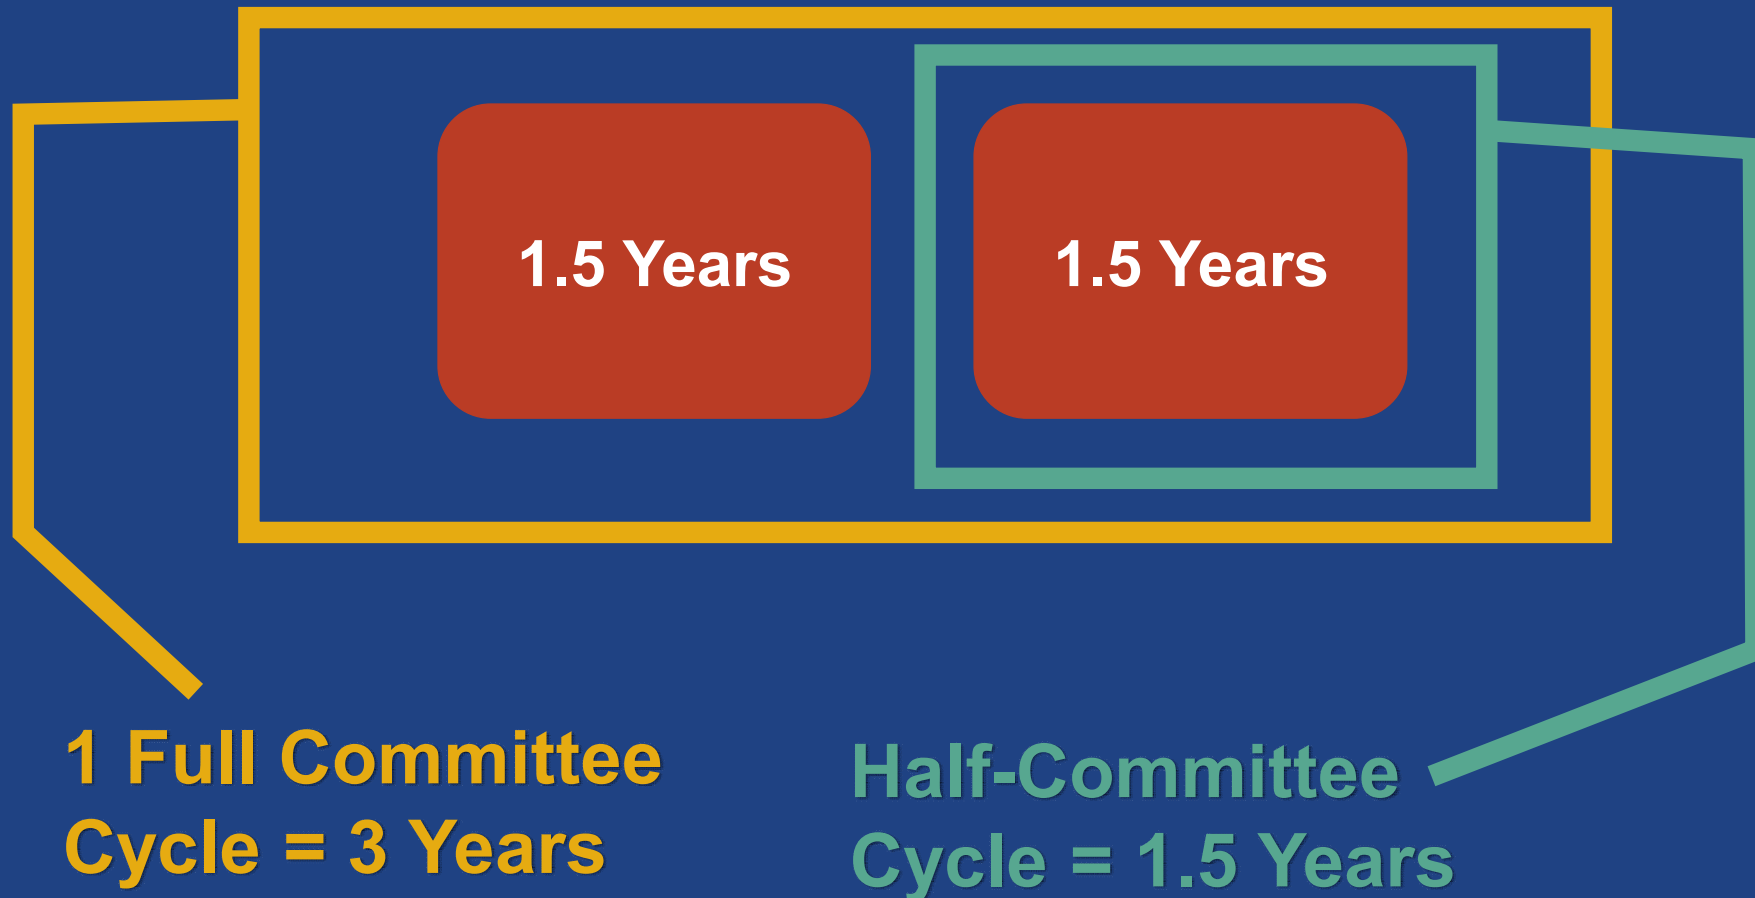 1.5 Years
1.5 Years
1 Full Committee
Cycle = 3 Years
Half-Committee
Cycle = 1.5 Years